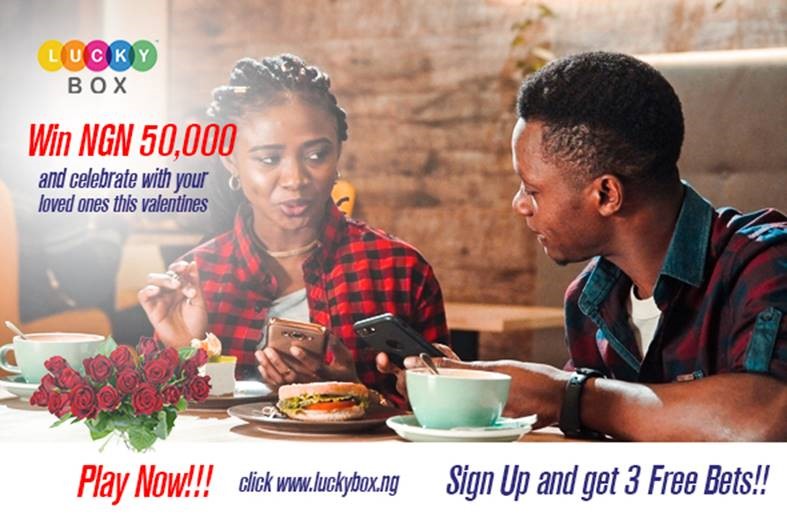 LUCKY
BOX
Win NGN 50,000
and celebrate with your
loved ones this valentines
Play Now!!!
click www.luckybox.ng
Sign Up and get 3 Free Bets!!